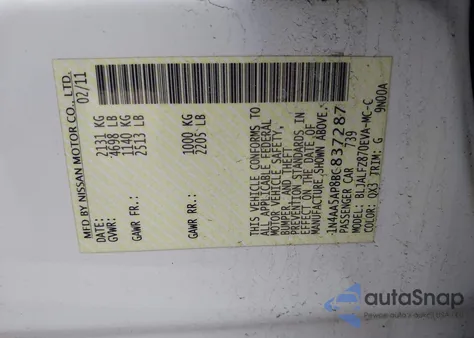 MFD BY NISSAN MOTOR CO., LTD.
DATE: 02/11
GVWR: 2131 KG
4698 LB
GAWR FR: 1140 KG
2513 LB
GAWR RR: 1000 KG
2205 LB
THIS VEHICLE CONFORMS TO
ALL APPLICABLE FEDERAL
MOTOR VEHICLE SAFETY,
BUMPER, AND THEFT
PREVENTION STANDARDS IN
EFFECT ON THE DATE OF
MANUFACTURE SHOWN ABOVE.
1N4AA5AP8BC837287
PASSENGER CAR 739
MODEL: BLJALFZ870EVA-MC-C
COLOR: QX3 TRIM: G 9N00A
autoSnap